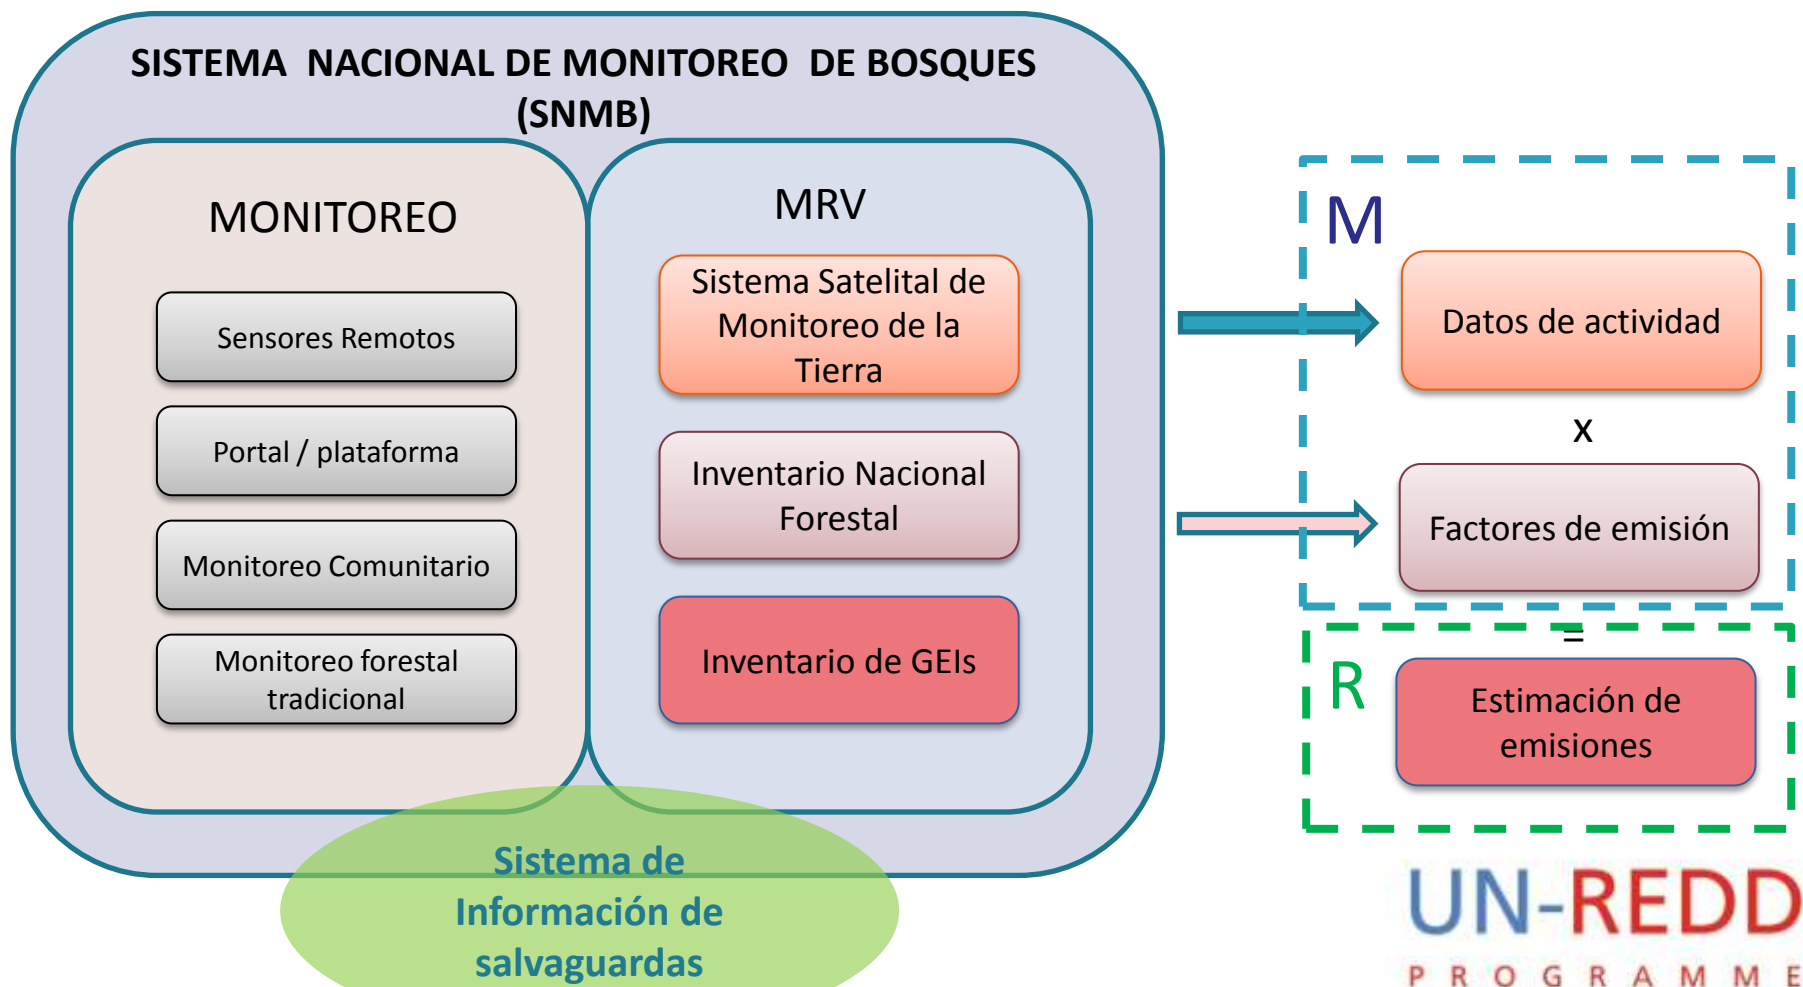 SISTEMA NACIONAL DE MONITOREO DE BOSQUES
(SNMB)
MONITOREO
Sensores Remotos
Portal / plataforma
Monitoreo Comunitario
Monitoreo forestal
tradicional
MRV
Sistema Satelital de
Monitoreo de la
Tierra
Inventario Nacional
Forestal
Inventario de GEIs
Sistema de
Información de
salvaguardas
M
Datos de actividad
x
Factores de emisión
=
R
Estimación de
emisiones
UN-REDD
PROGRAMME